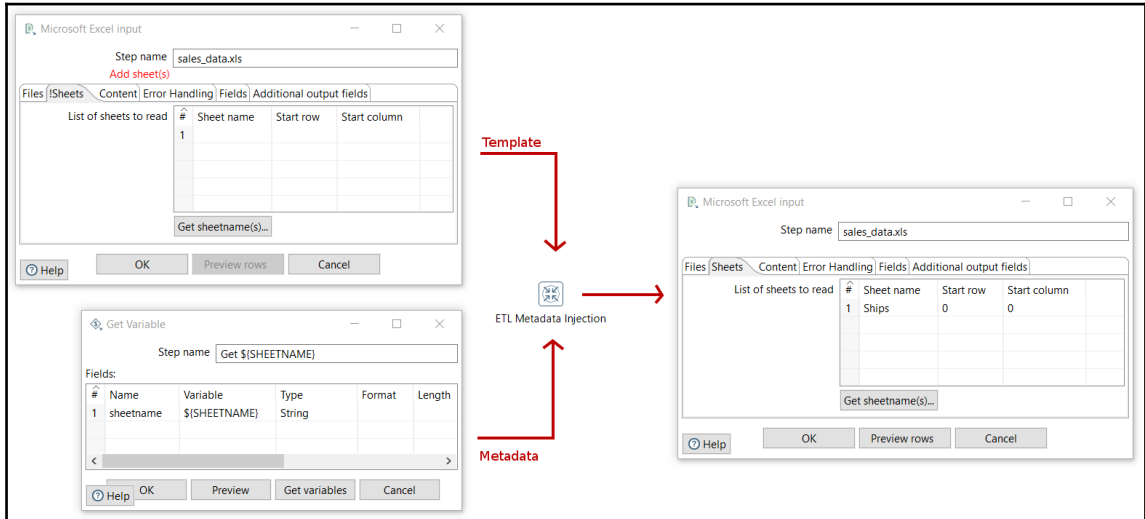 Microsoft Excel input
Step name sales_data.xls
Add sheet(s)
Files !Sheets Content Error Handling Fields Additional output fields
List of sheets to read # Sheet name Start row Start column
1
Get sheetname(s)...
Help OK Preview rows Cancel
Template
Get Variable
Step name Get ${SHEETNAME}
Fields:
# Name Variable Type Format Length
1 sheetname ${SHEETNAME} String
Help OK Preview Get variables Cancel
Metadata
ETL Metadata Injection
Microsoft Excel input
Step name sales_data.xls
Files Sheets Content Error Handling Fields Additional output fields
List of sheets to read # Sheet name Start row Start column
1 Ships 0 0
Get sheetname(s)...
Help OK Preview rows Cancel